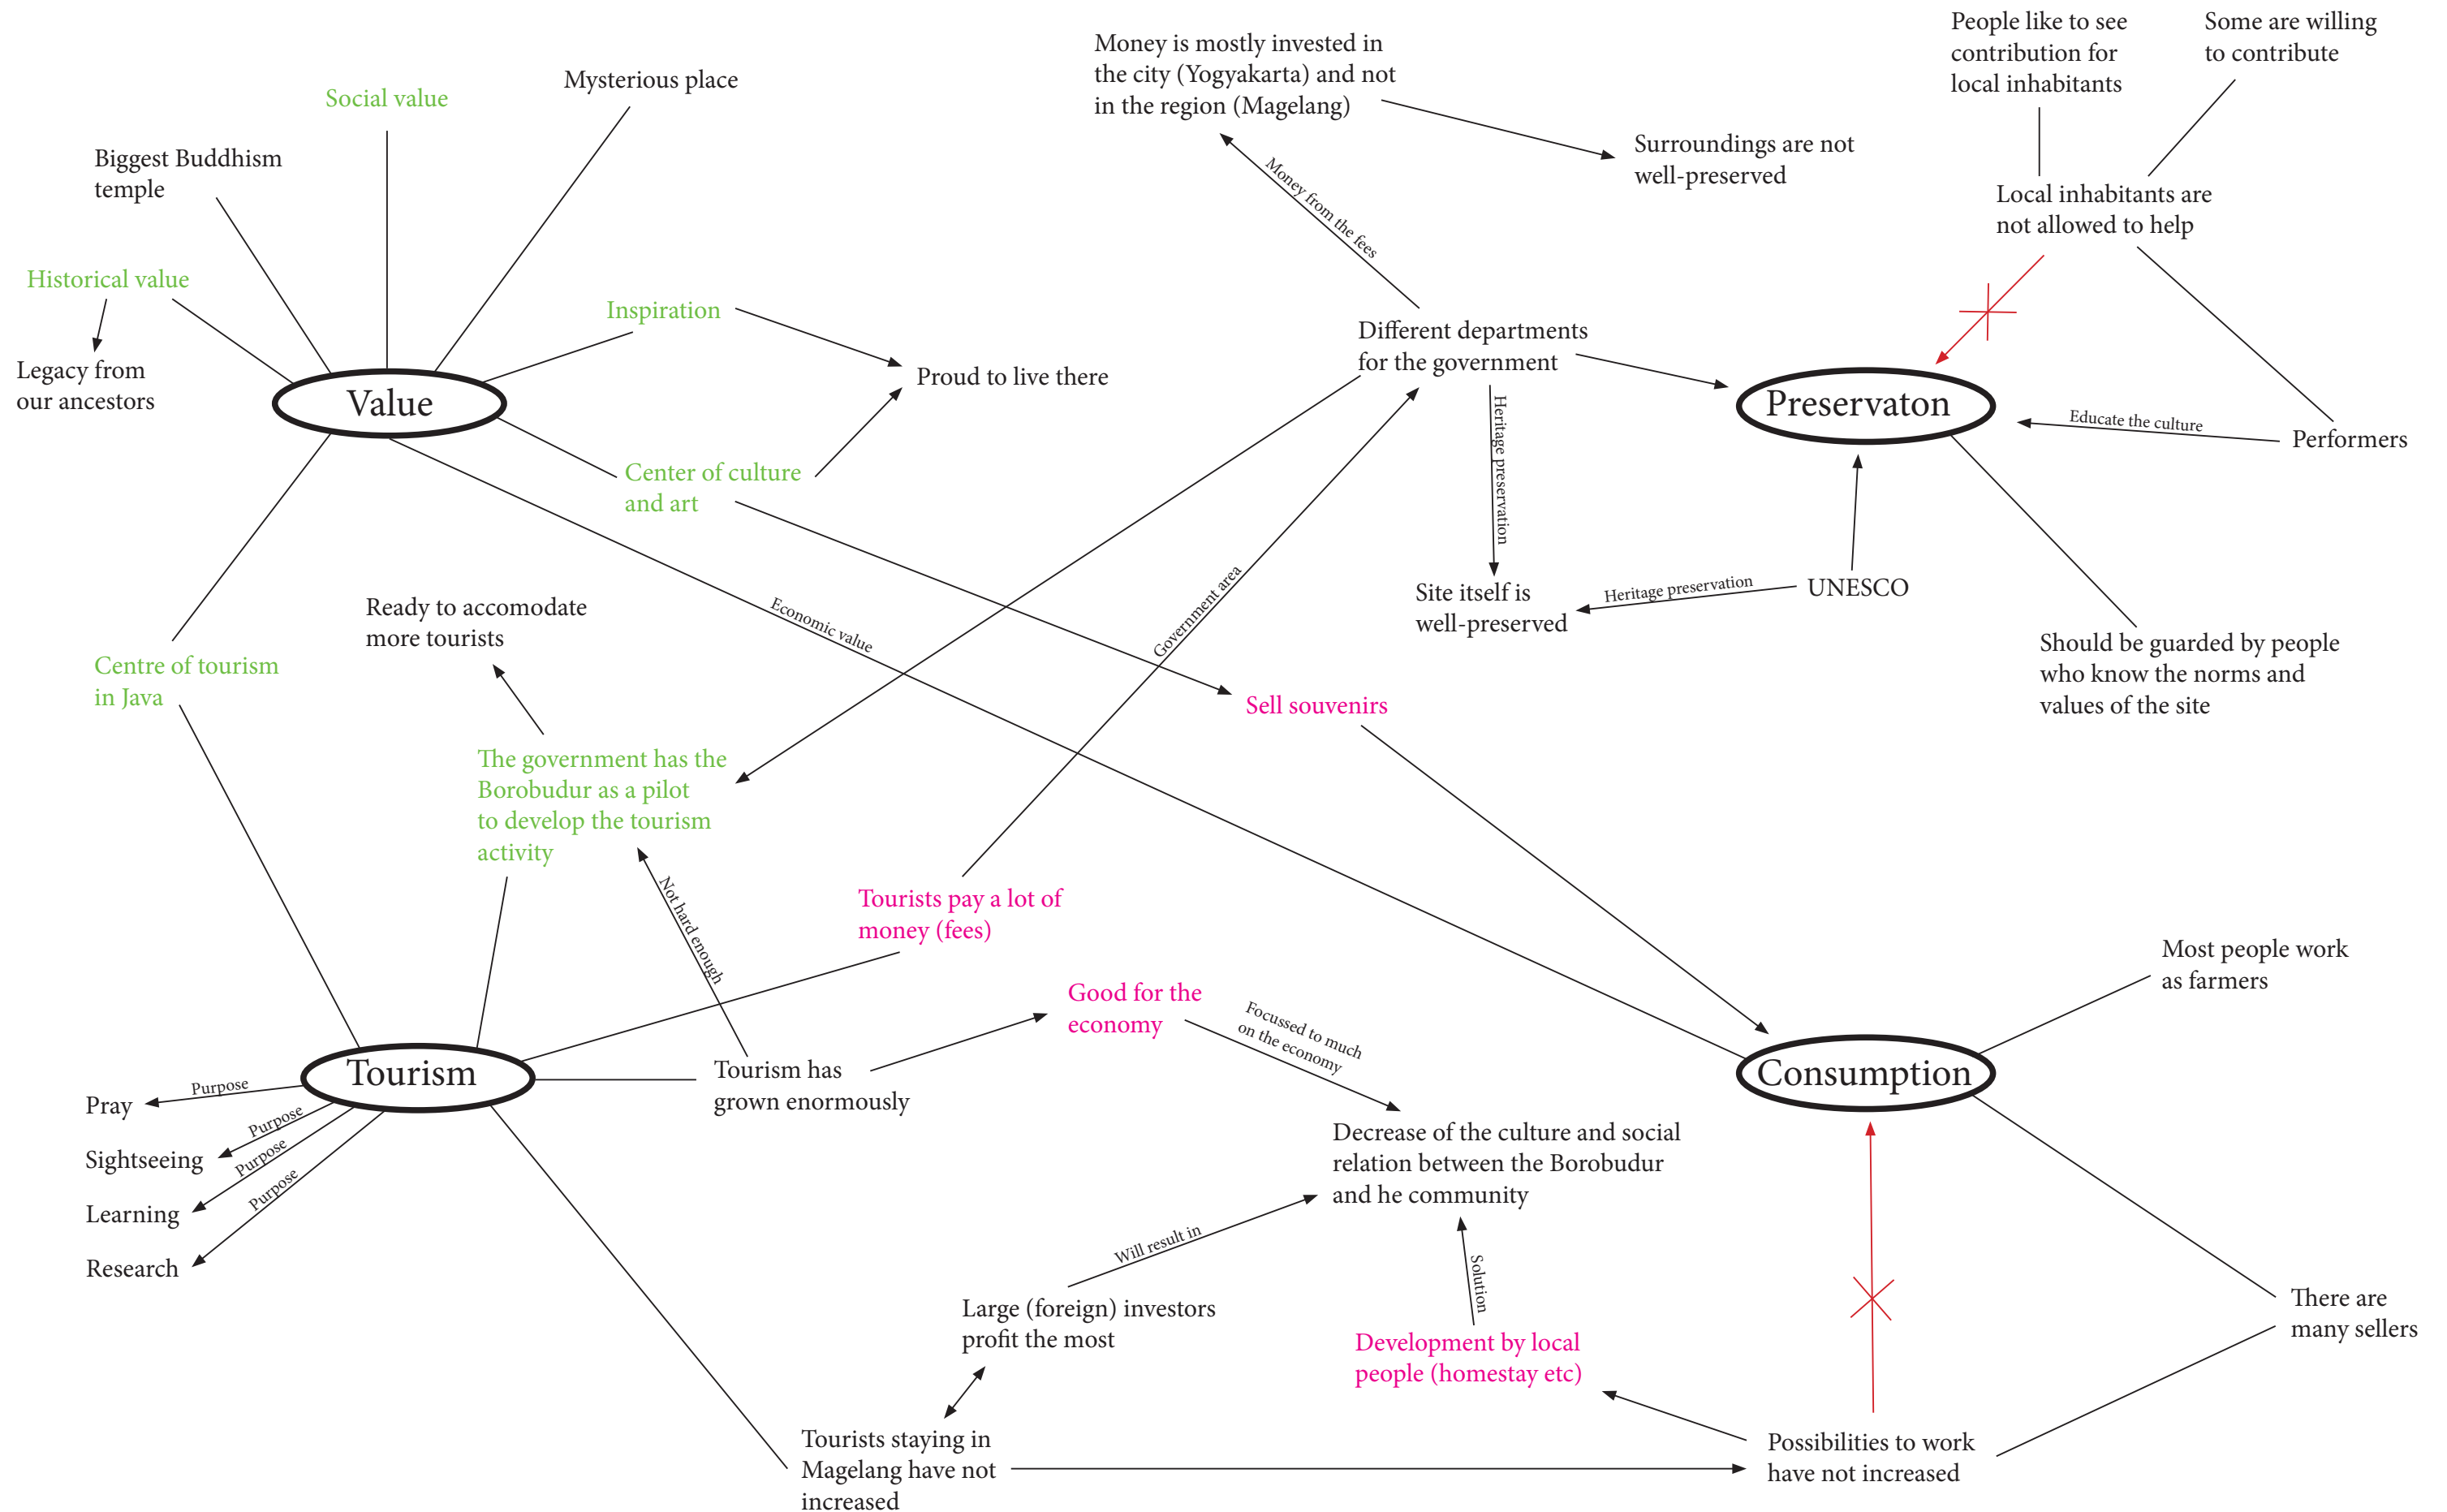 Social value
Mysterious place
Biggest Buddhism
temple
Historical value
Legacy from
our ancestors
Inspiration
Proud to live there
Value
Center of culture
and art
Economic value
Money is mostly invested in
the city (Yogyakarta) and not
in the region (Magelang)
Surroundings are not
well-preserved
Money from the fees
Different departments
for the government
Heritage preservation
Government area
Site itself is
well-preserved
Heritage preservation
UNESCO
People like to see
contribution for
local inhabitants
Some are willing
to contribute
Local inhabitants are
not allowed to help
Preservaton
Educate the culture
Performers
Should be guarded by people
who know the norms and
values of the site
Ready to accomodate
more tourists
Centre of tourism
in Java
The government has the
Borobudur as a pilot
to develop the tourism
activity
Not hard enough
Sell souvenirs
Tourists pay a lot of
money (fees)
Tourism
Purpose
Pray
Purpose
Sightseeing
Purpose
Learning
Purpose
Research
Tourism has
grown enormously
Good for the
economy
Focussed to much
on the economy
Decrease of the culture and social
relation between the Borobudur
and he community
Will result in
Solution
Large (foreign) investors
profit the most
Development by local
people (homestay etc)
Tourists staying in
Magelang have not
increased
Most people work
as farmers
Consumption
There are
many sellers
Possibilities to work
have not increased